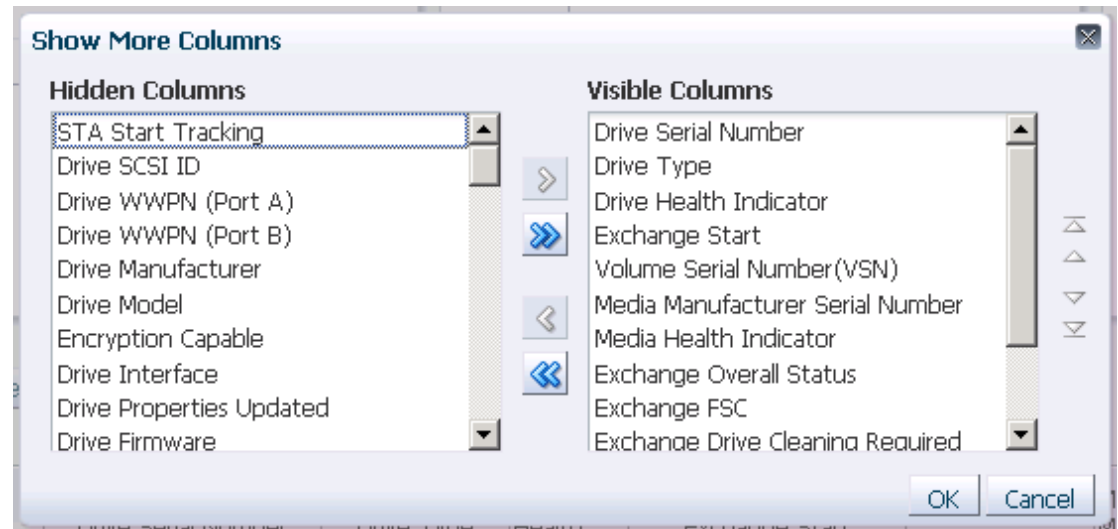 Show More Columns
Hidden Columns
STA Start Tracking
Drive SCSI ID
Drive WWPN (Port A)
Drive WWPN (Port B)
Drive Manufacturer
Drive Model
Encryption Capable
Drive Interface
Drive Properties Updated
Drive Firmware
Visible Columns
Drive Serial Number
Drive Type
Drive Health Indicator
Exchange Start
Volume Serial Number(VSN)
Media Manufacturer Serial Number
Media Health Indicator
Exchange Overall Status
Exchange FSC
Exchange Drive Cleaning Required
OK
Cancel